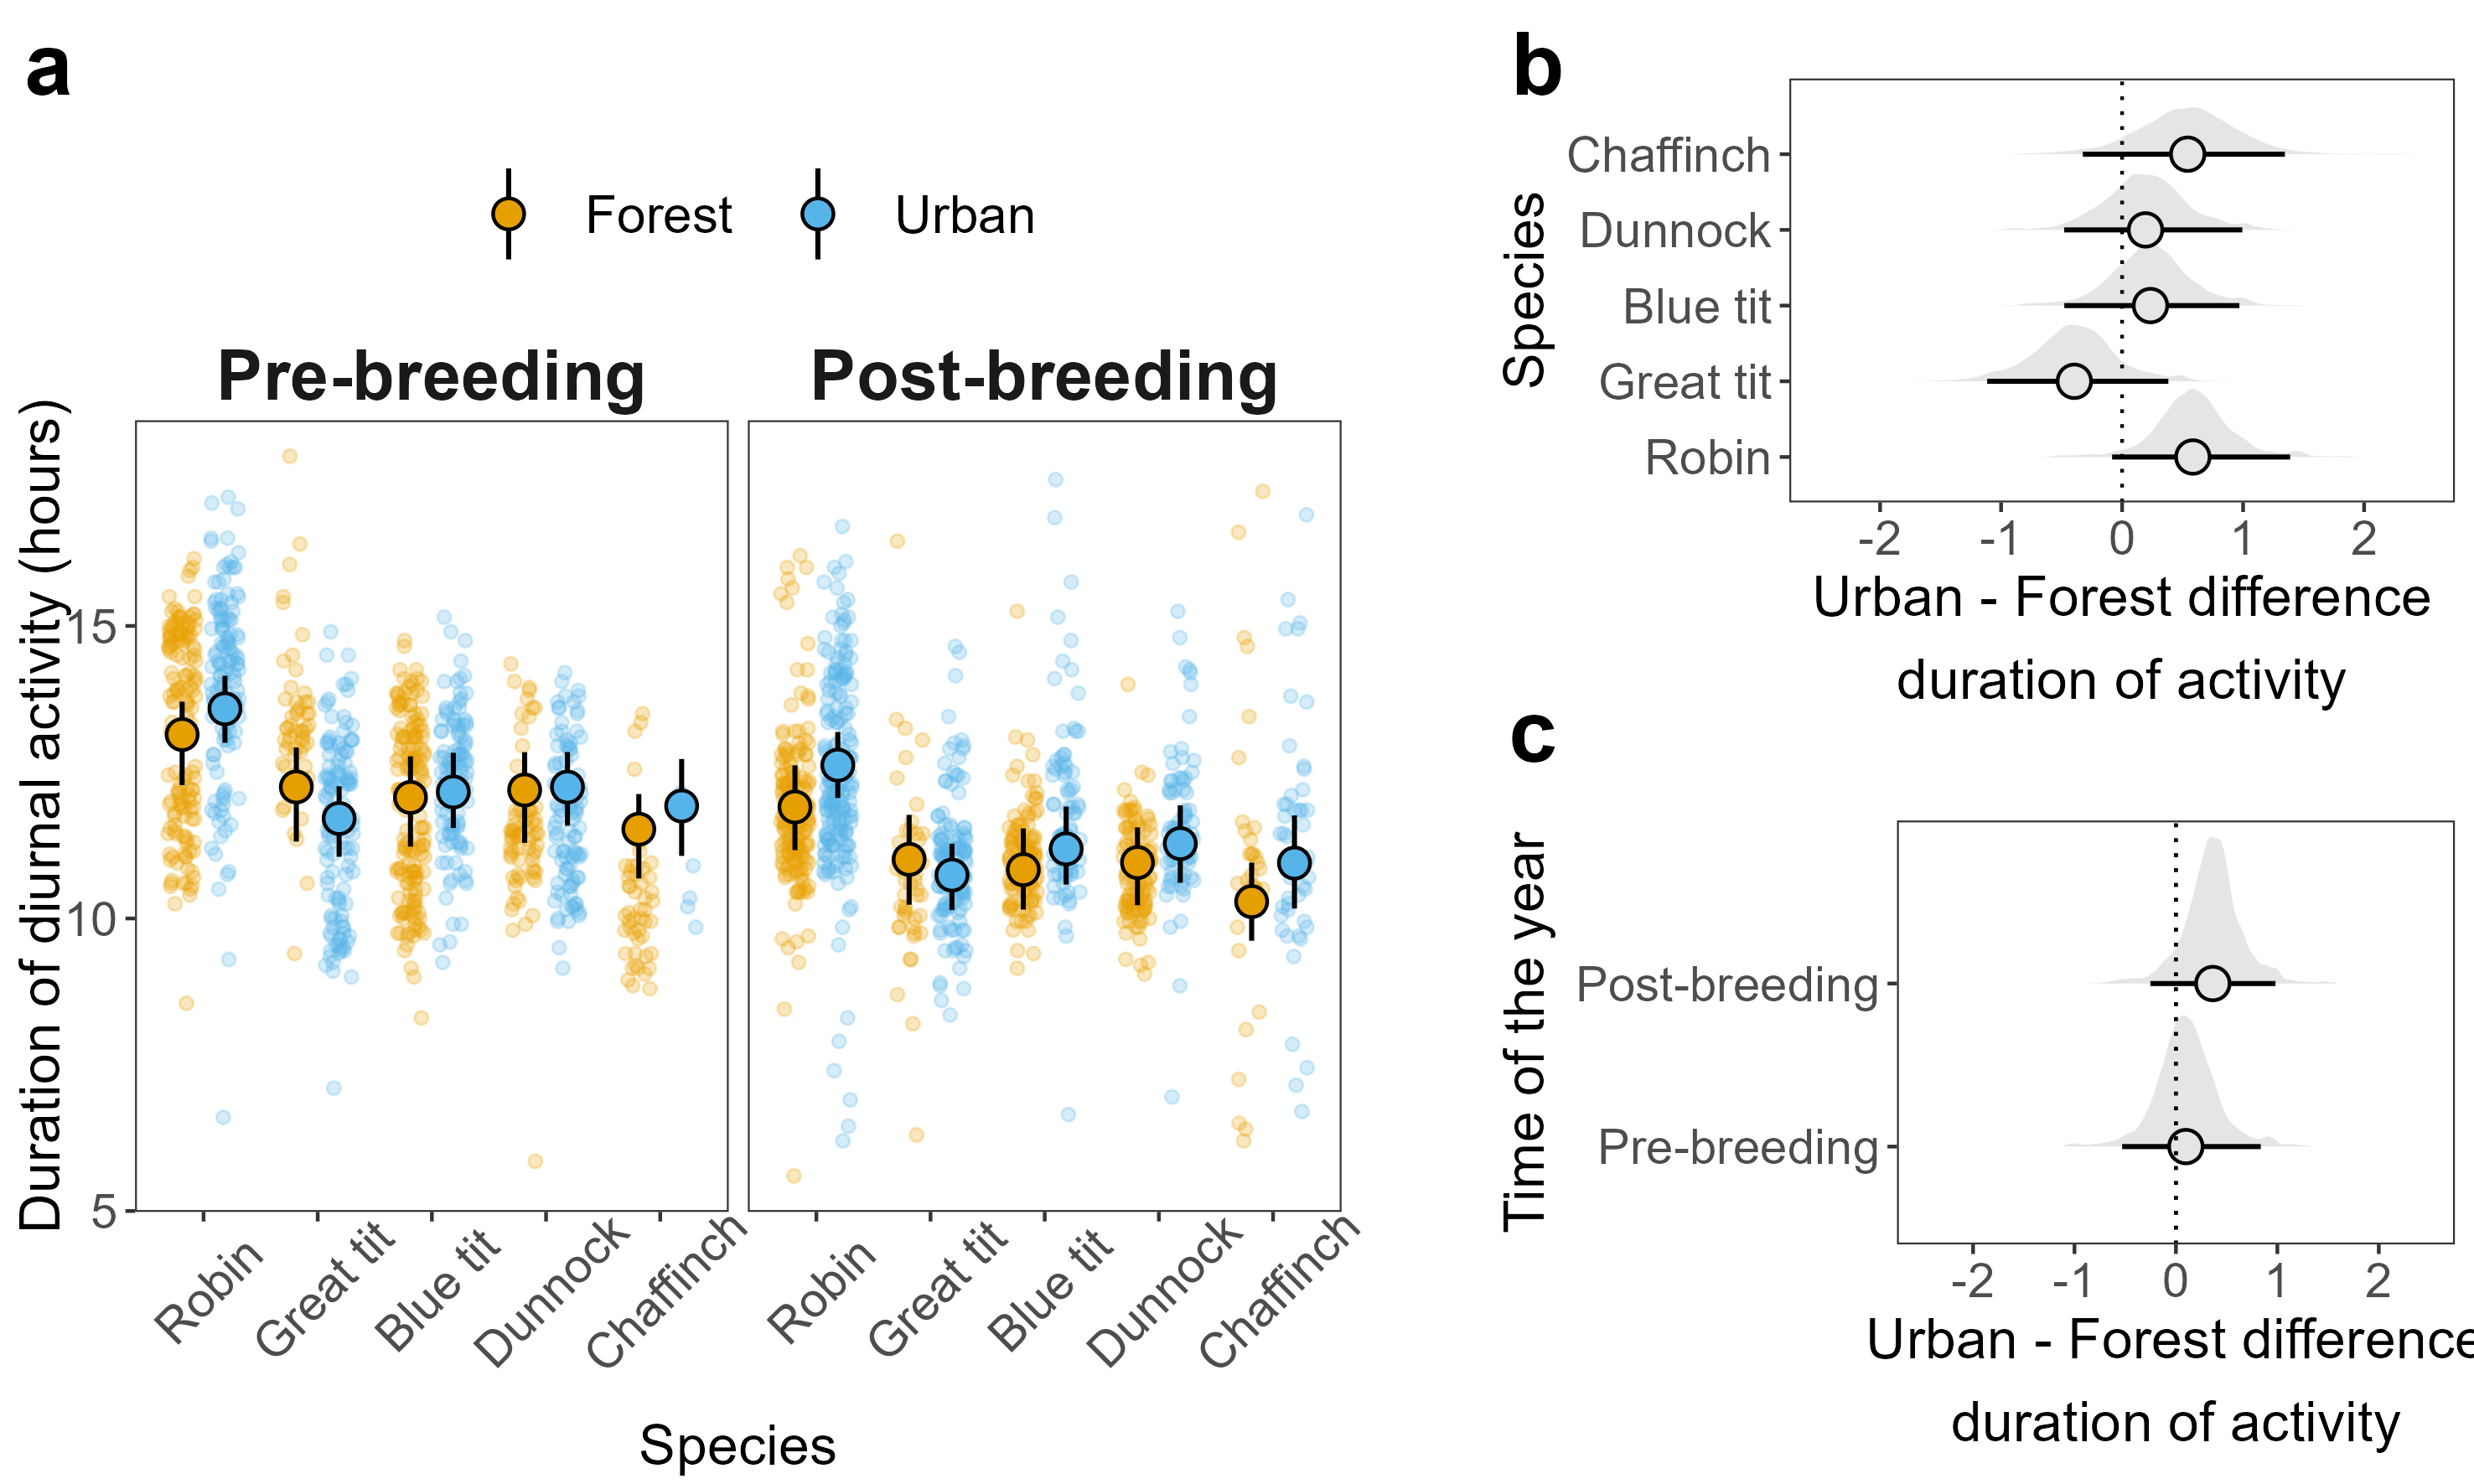 a
Forest
Urban
Pre-breeding
Post-breeding
Duration of diurnal activity (hours)
15
10
5
Robin
Great tit
Blue tit
Dunnock
Chaffinch
Robin
Great tit
Blue tit
Dunnock
Chaffinch
Species
b
Species
Chaffinch
Dunnock
Blue tit
Great tit
Robin
-2 -1 0 1 2
Urban - Forest difference
duration of activity
c
Time of the year
Post-breeding
Pre-breeding
-2 -1 0 1 2
Urban - Forest difference
duration of activity